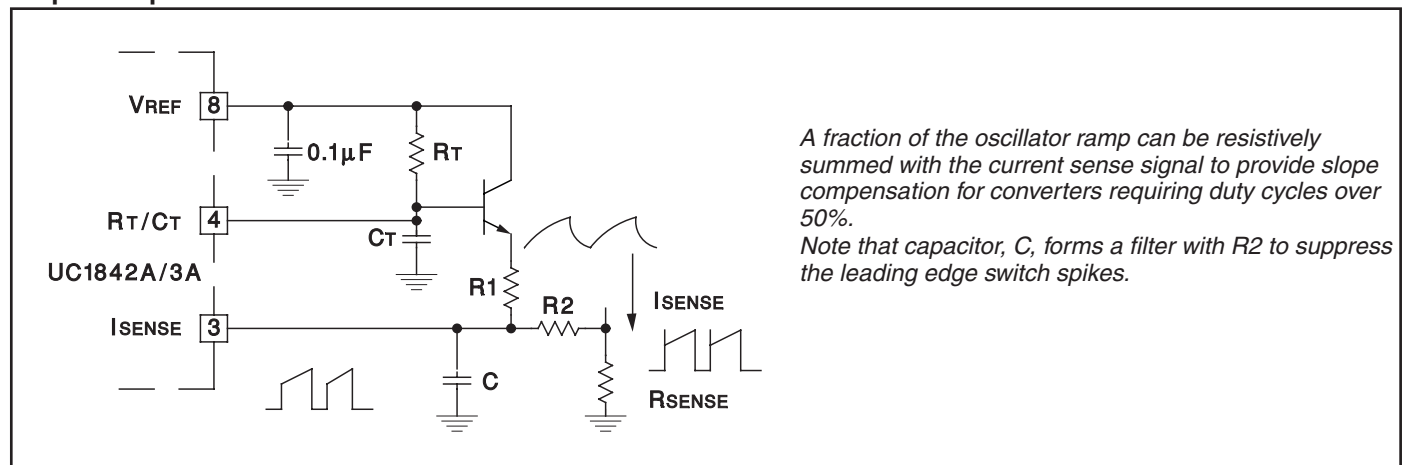 VREF 8
0.1µF
RT
RT/CT 4
CT
UC1842A/3A
R1
R2
ISENSE
ISENSE 3
C
RSENSE
A fraction of the oscillator ramp can be resistively
summed with the current sense signal to provide slope
compensation for converters requiring duty cycles over
50%.
Note that capacitor, C, forms a filter with R2 to suppress
the leading edge switch spikes.